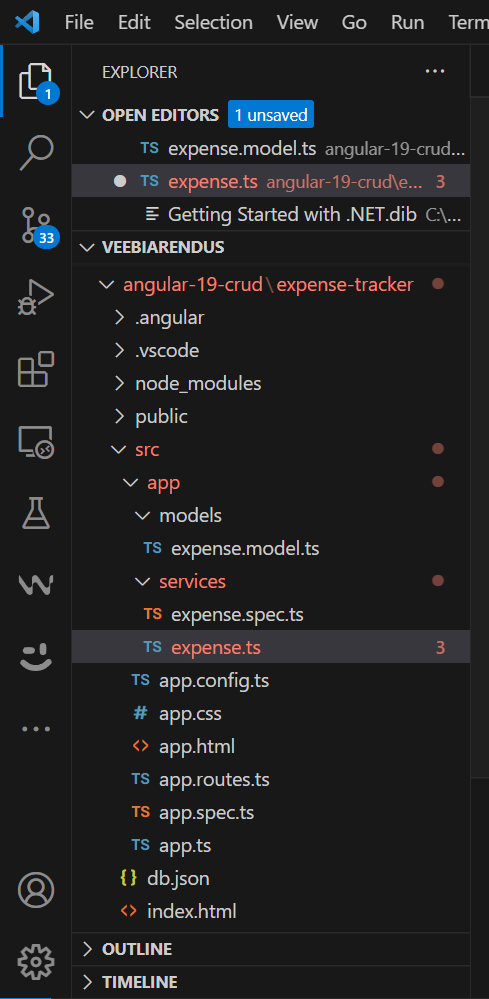 File Edit Selection View Go Run Term
EXPLORER ...
1
OPEN EDITORS 1 unsaved
TS expense.model.ts angular-19-crud...
TS expense.ts angular-19-crud\e... 3
Getting Started with .NET.dib C:\...
33
VEEBIARENDUS
angular-19-crud\expense-tracker
.angular
.vscode
node_modules
public
src
app
models
TS expense.model.ts
services
TS expense.spec.ts
TS expense.ts 3
TS app.config.ts
# app.css
<> app.html
TS app.routes.ts
TS app.spec.ts
TS app.ts
{} db.json
<> index.html
OUTLINE
TIMELINE